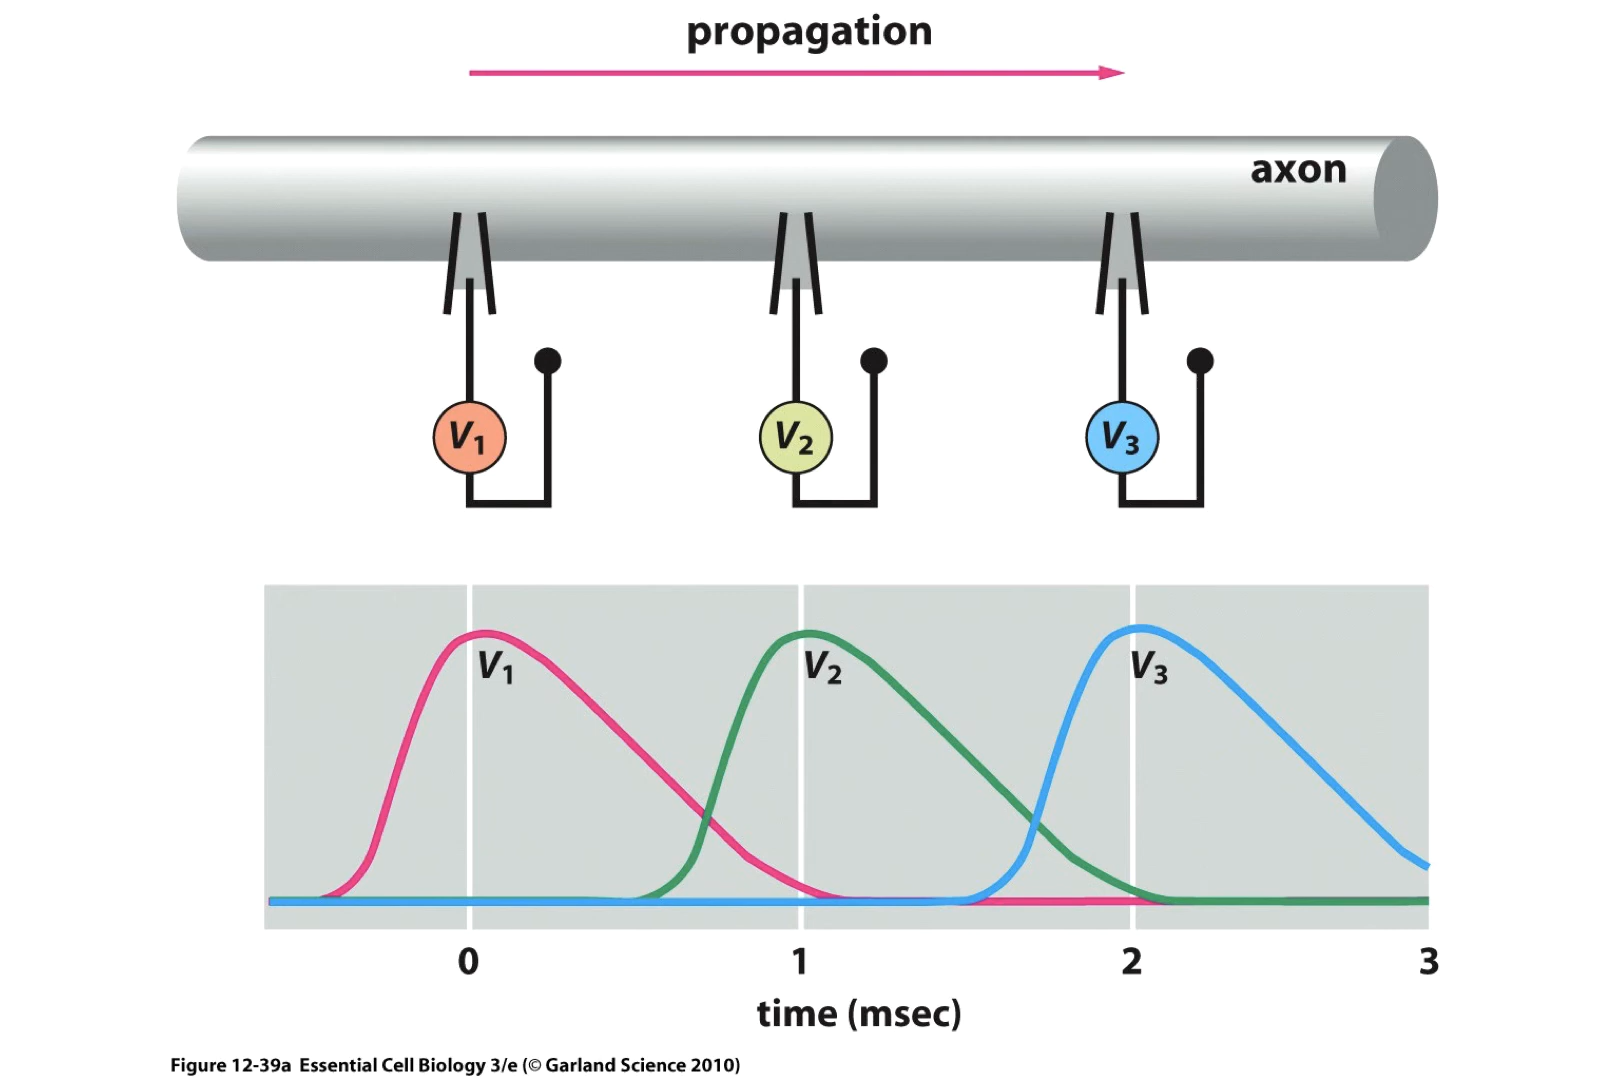 propagation
axon
V1 V2 V3
V1 V2 V3
0 1 2 3
time (msec)
Figure 12-39a Essential Cell Biology 3/e (© Garland Science 2010)